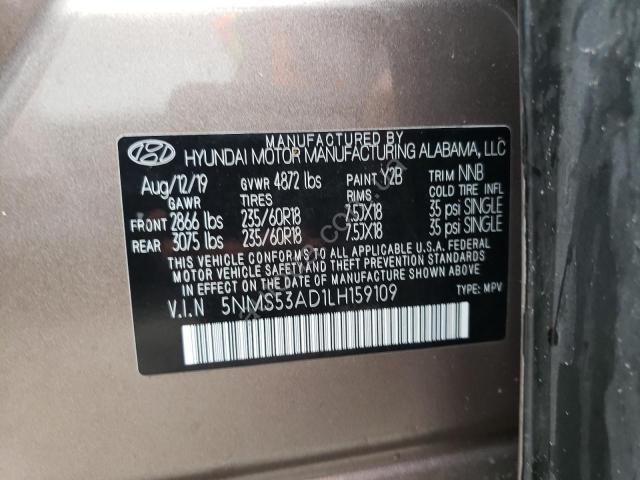 MANUFACTURED BY
HYUNDAI MOTOR MANUFACTURING ALABAMA, LLC
Aug/12/19 GVWR 4872 lbs PAINT Y2B TRIM NNB
GAWR TIRES RIMS COLD TIRE INFL
FRONT 2866 lbs 235/60R18 7.5JX18 35 psi SINGLE
REAR 3075 lbs 235/60R18 7.5JX18 35 psi SINGLE
THIS VEHICLE CONFORMS TO ALL APPLICABLE U.S.A. FEDERAL
MOTOR VEHICLE SAFETY, BUMPER, AND THEFT PREVENTION
STANDARDS IN EFFECT ON THE DATE OF MANUFACTURE SHOWN ABOVE.
V.I.N 5NMS53AD1LH159109
TYPE: MPV